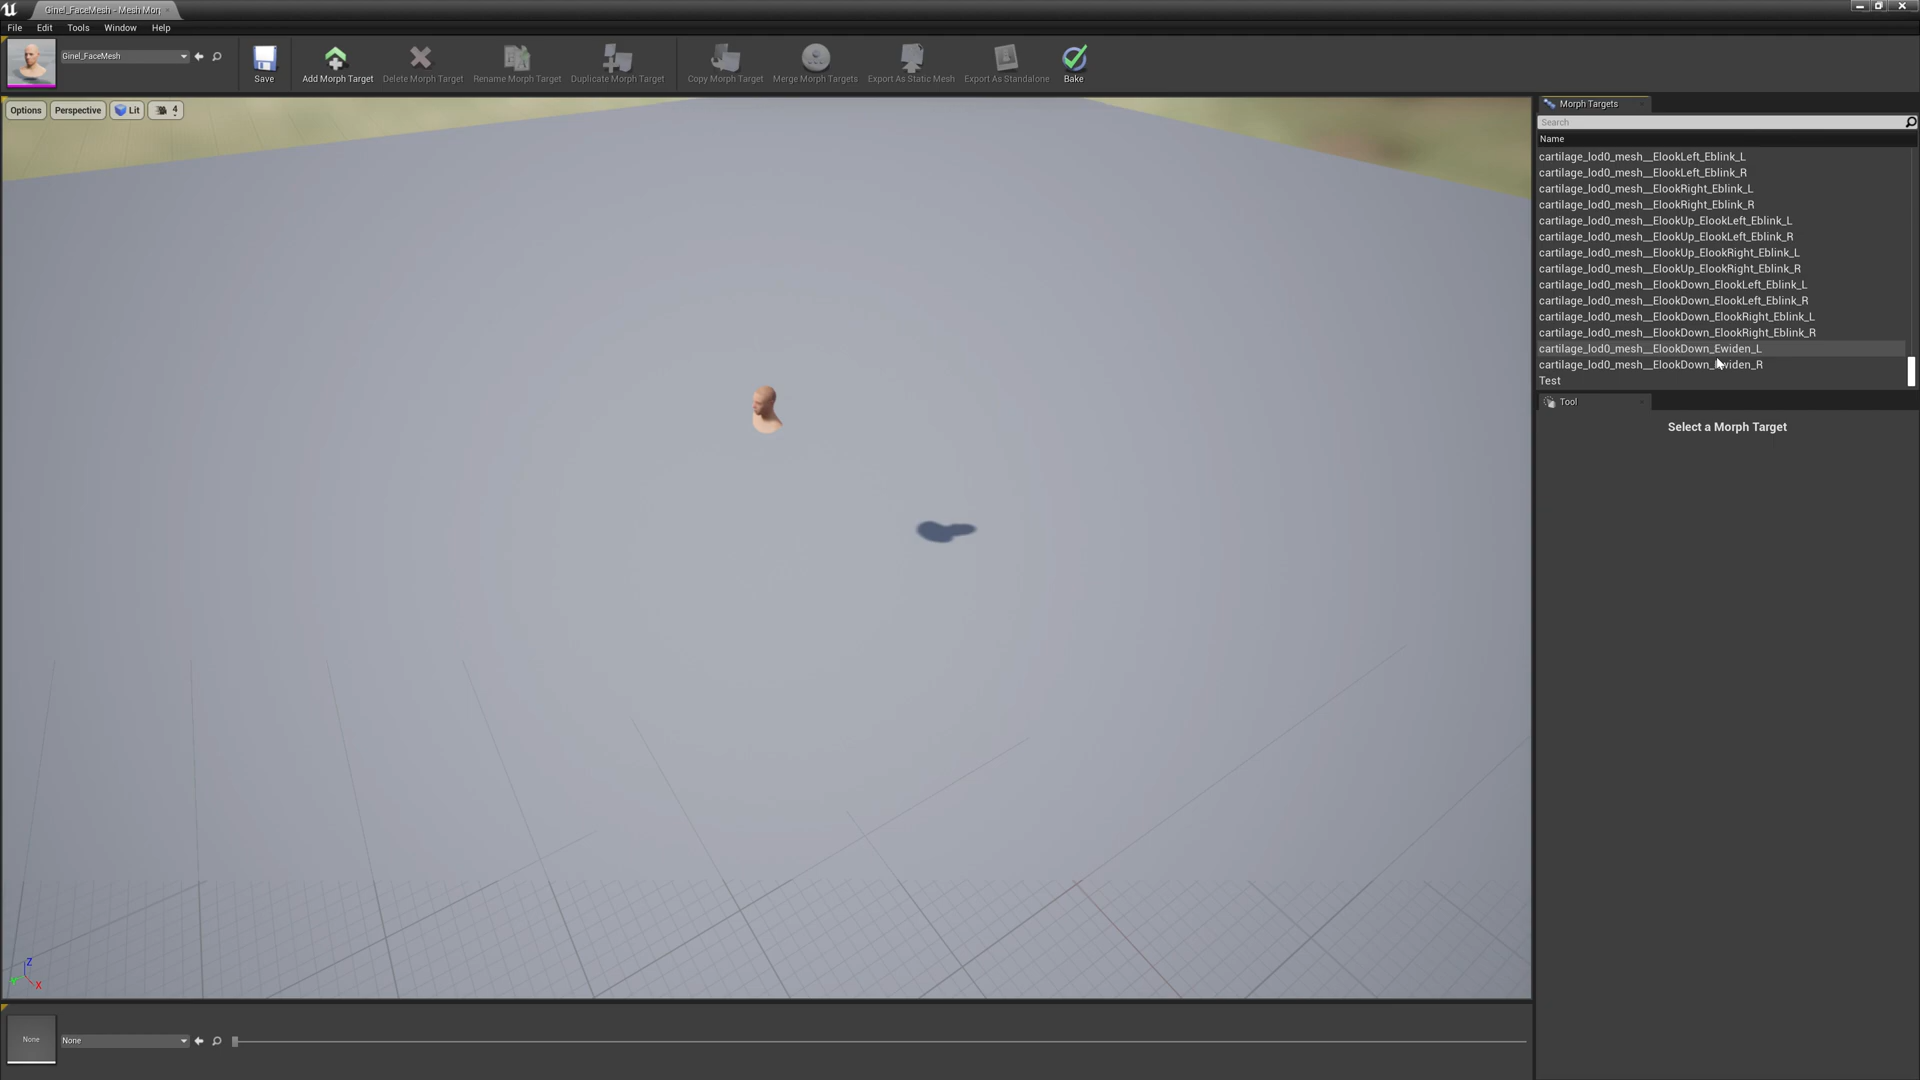 Ginel_FaceMesh - Mesh Mor
File Edit Tools Window Help
Ginel_FaceMesh
Save
Add Morph Target
Delete Morph Target
Rename Morph Target
Duplicate Morph Target
Copy Morph Target
Merge Morph Targets
Export As Static Mesh
Export As Standalone
Bake
Options
Perspective
Lit
4
Morph Targets
Search
Name
cartilage_lod0_mesh__ElookLeft_Eblink_L
cartilage_lod0_mesh__ElookLeft_Eblink_R
cartilage_lod0_mesh__ElookRight_Eblink_L
cartilage_lod0_mesh__ElookRight_Eblink_R
cartilage_lod0_mesh__ElookUp_ElookLeft_Eblink_L
cartilage_lod0_mesh__ElookUp_ElookLeft_Eblink_R
cartilage_lod0_mesh__ElookUp_ElookRight_Eblink_L
cartilage_lod0_mesh__ElookUp_ElookRight_Eblink_R
cartilage_lod0_mesh__ElookDown_ElookLeft_Eblink_L
cartilage_lod0_mesh__ElookDown_ElookLeft_Eblink_R
cartilage_lod0_mesh__ElookDown_ElookRight_Eblink_L
cartilage_lod0_mesh__ElookDown_ElookRight_Eblink_R
cartilage_lod0_mesh__ElookDown_Ewiden_L
cartilage_lod0_mesh__ElookDown_Ewiden_R
Test
Tool
Select a Morph Target
Z
Y
X
None
None